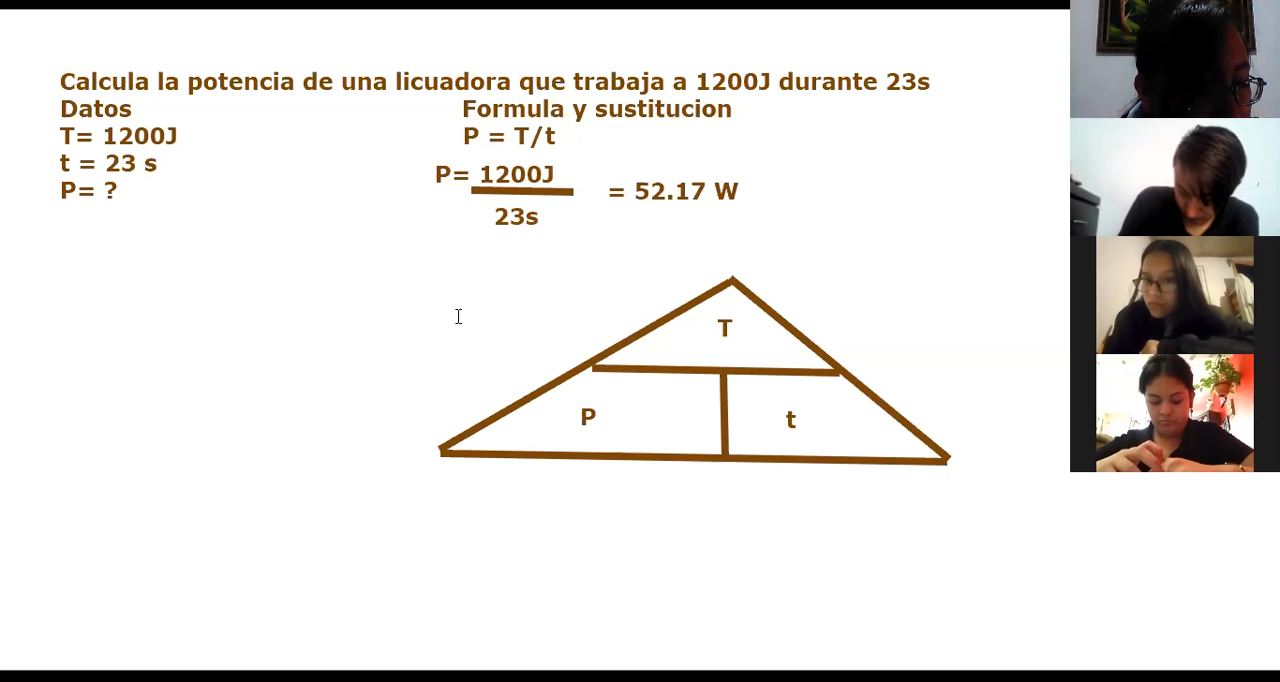 Calcula la potencia de una licuadora que trabaja a 1200J durante 23s
Datos
T= 1200J
t = 23 s
P= ?
Formula y sustitucion
P = T/t
P= 1200J
23s
= 52.17 W
T
P
t